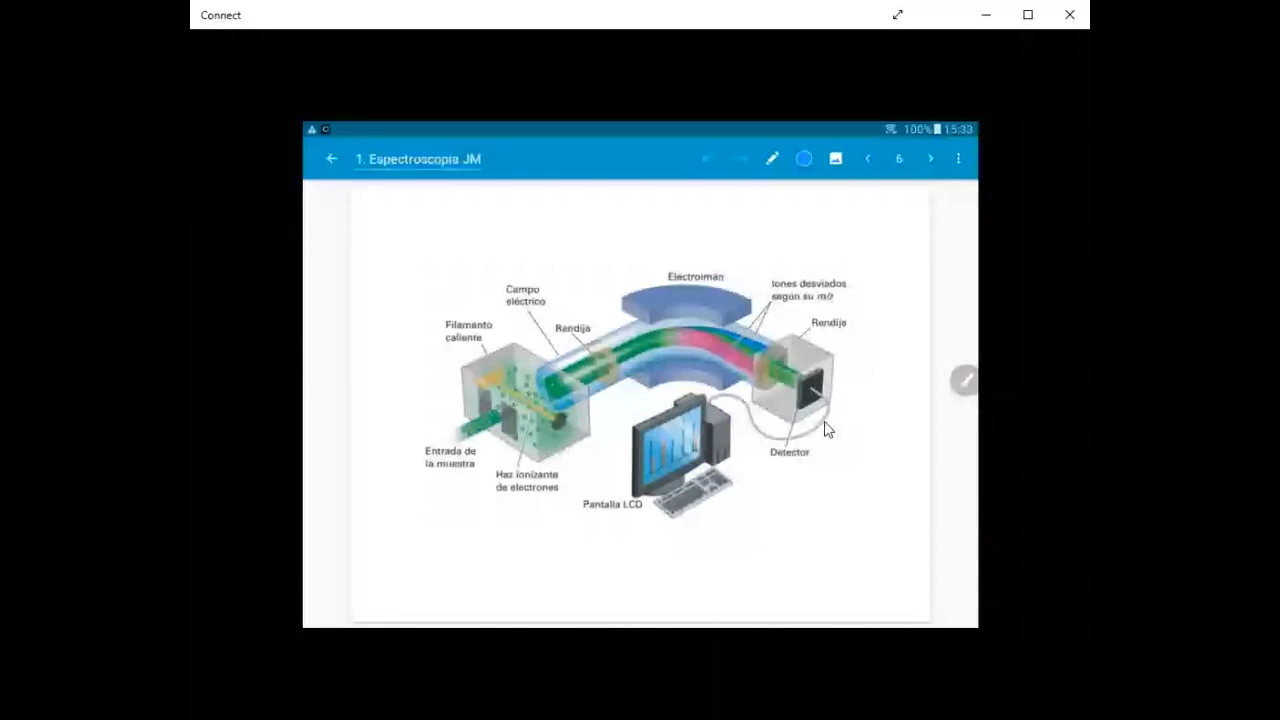 Connect
100% 15:33
1. Espectroscopia JM
6
Electroimán
Campo
eléctrico
Iones desviados
según su m/z
Filamanto
caliente
Rendija
Rendija
Entrada de
la muestra
Haz ionizante
de electrones
Detector
Pantalla LCD